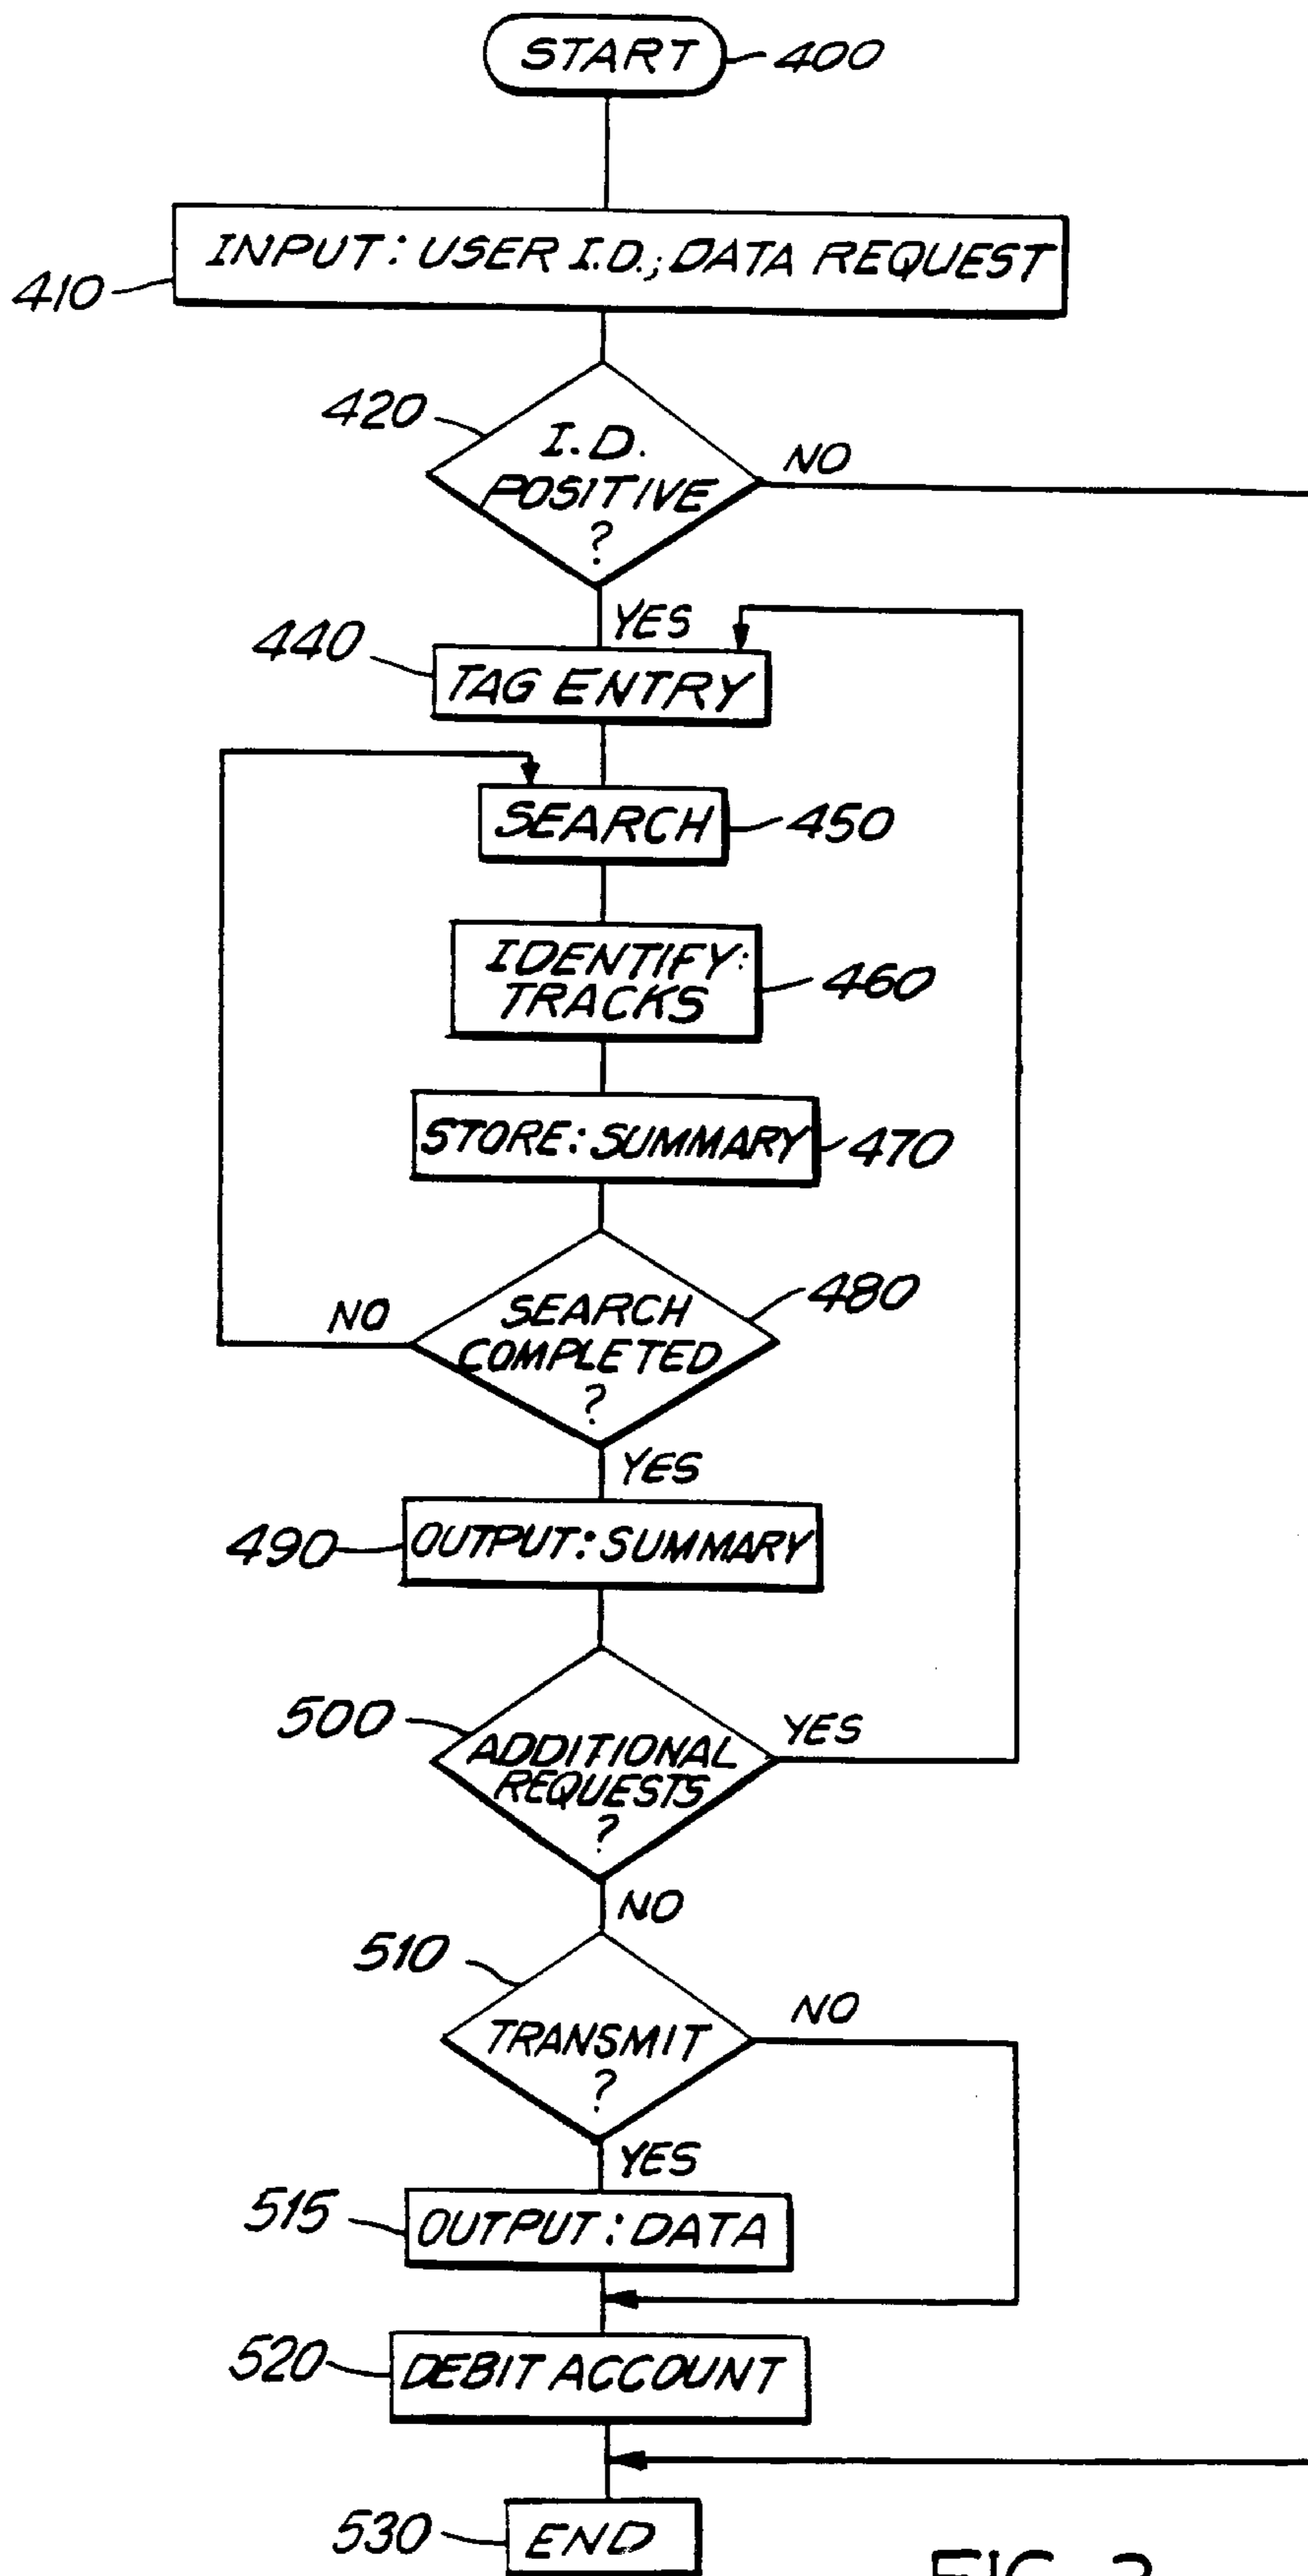 START 400
INPUT: USER I.D.; DATA REQUEST
410
420
I.D.
POSITIVE
?
NO
YES
440
TAG ENTRY
SEARCH 450
IDENTIFY:
TRACKS
460
STORE: SUMMARY 470
480
SEARCH
COMPLETED
?
NO
YES
490 OUTPUT: SUMMARY
500
ADDITIONAL
REQUESTS
?
YES
NO
510
TRANSMIT
?
NO
YES
515 OUTPUT: DATA
520 DEBIT ACCOUNT
530 END
FIG.